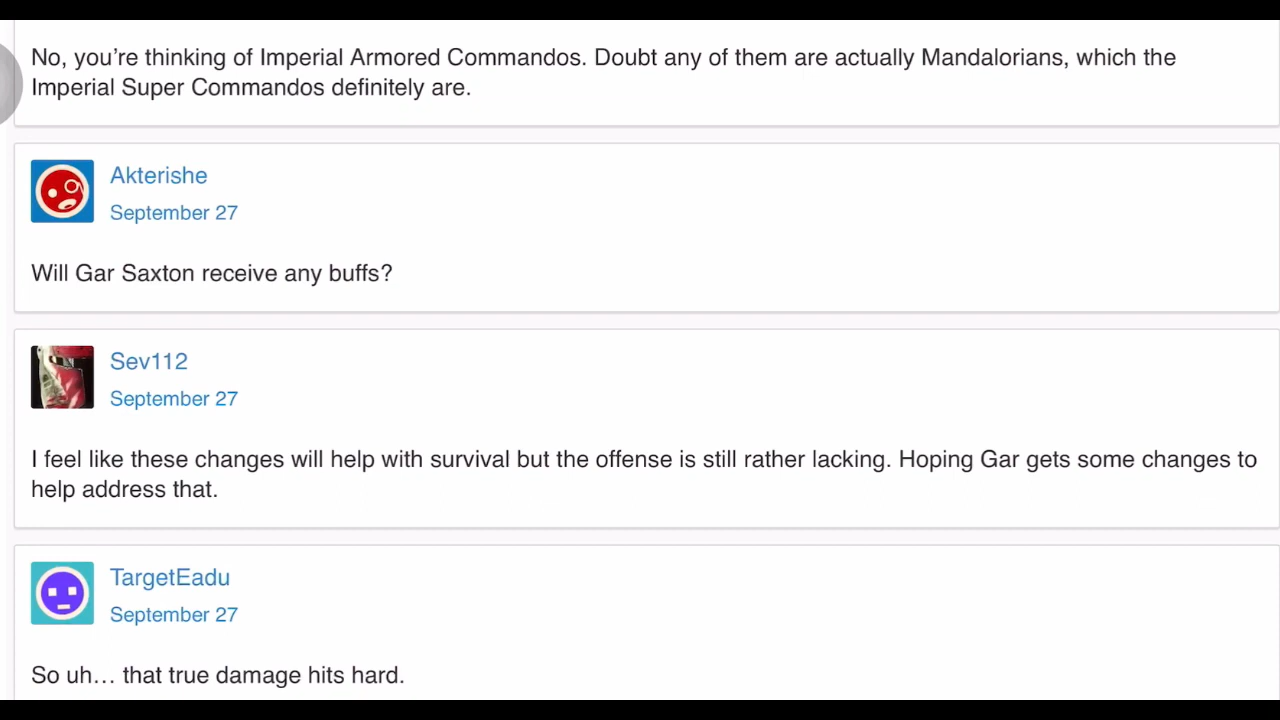 No, you’re thinking of Imperial Armored Commandos. Doubt any of them are actually Mandalorians, which the
Imperial Super Commandos definitely are.
Akterishe
September 27
Will Gar Saxton receive any buffs?
Sev112
September 27
I feel like these changes will help with survival but the offense is still rather lacking. Hoping Gar gets some changes to
help address that.
TargetEadu
September 27
So uh… that true damage hits hard.